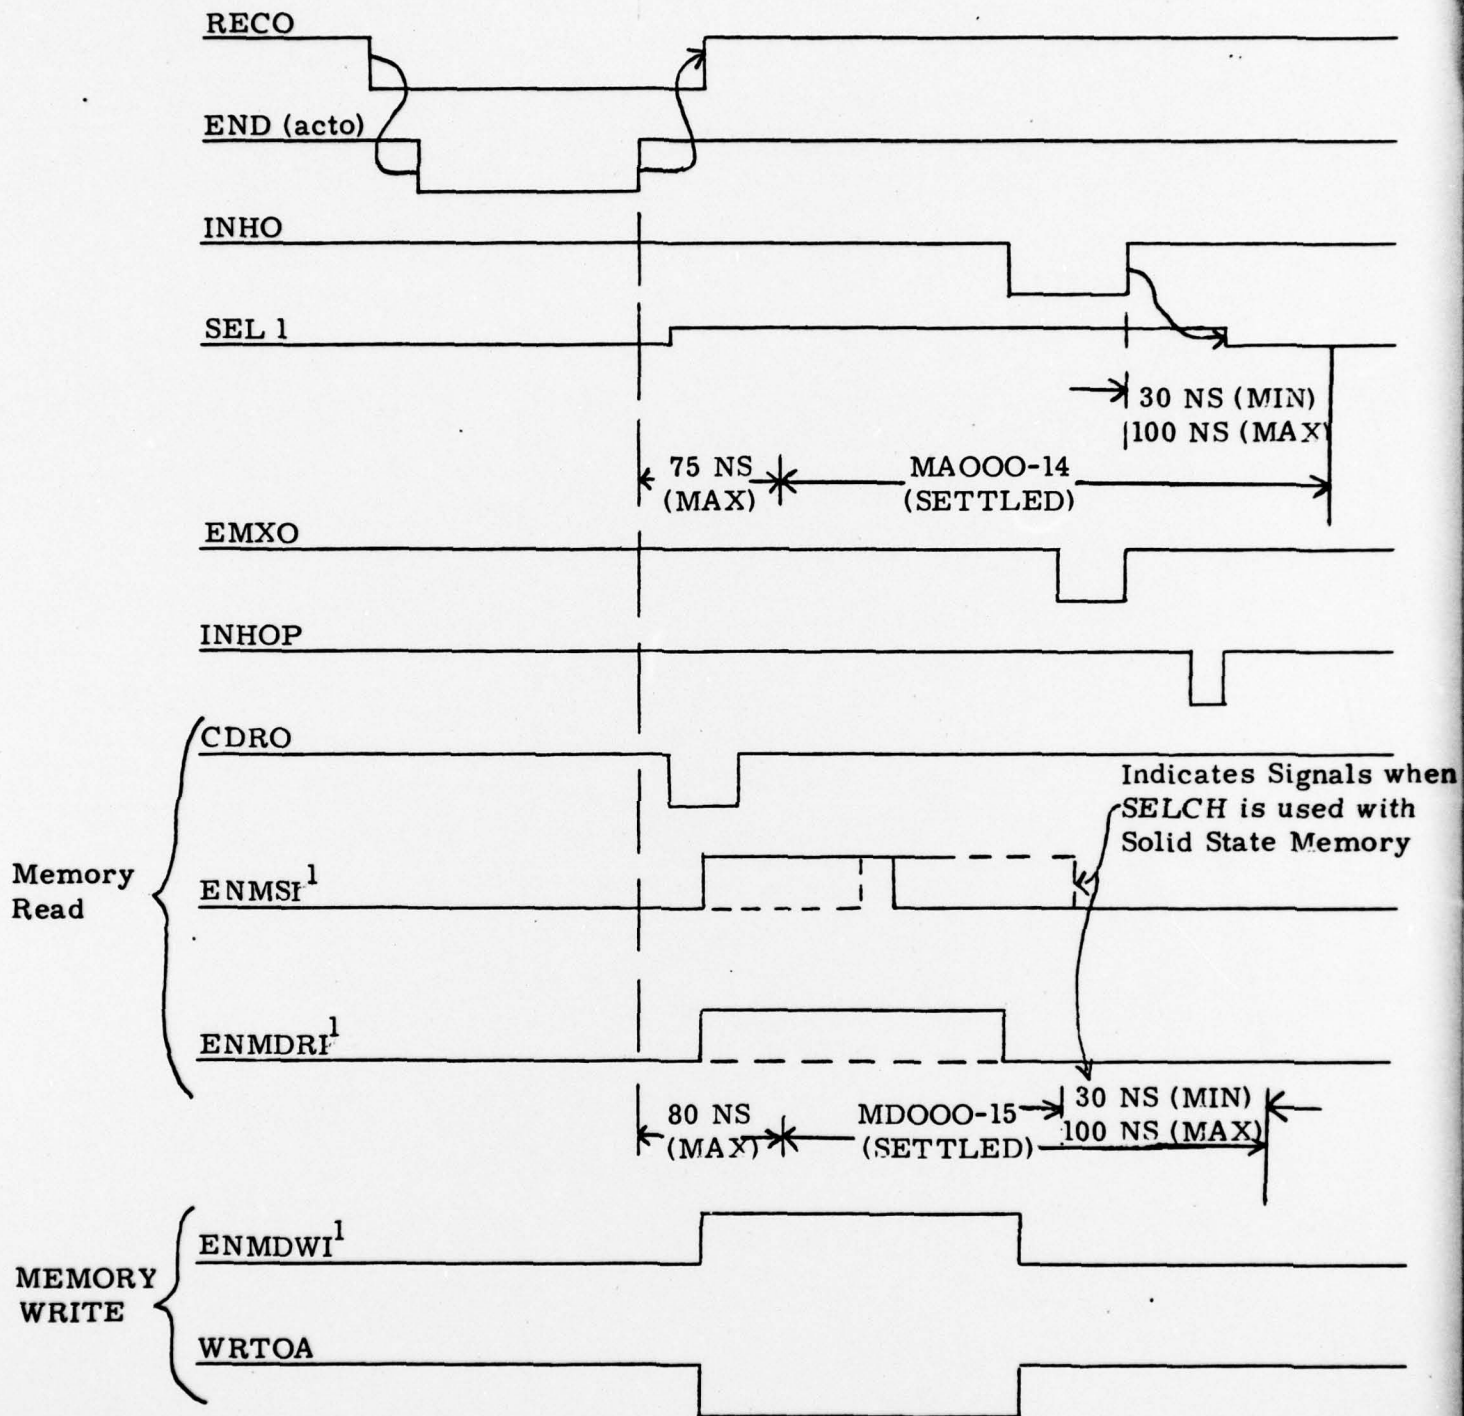 RECO
END (acto)
INHO
SEL 1
30 NS (MIN)
100 NS (MAX)
75 NS
(MAX)
MAOOO-14
(SETTLED)
EMXO
INHOP
CDRO
Indicates Signals when
SELCH is used with
Solid State Memory
Memory
Read
ENMSI1
ENMDRI1
80 NS
(MAX)
MDOOO-15
(SETTLED)
30 NS (MIN)
100 NS (MAX)
ENMDWI1
MEMORY
WRITE
WRTOA